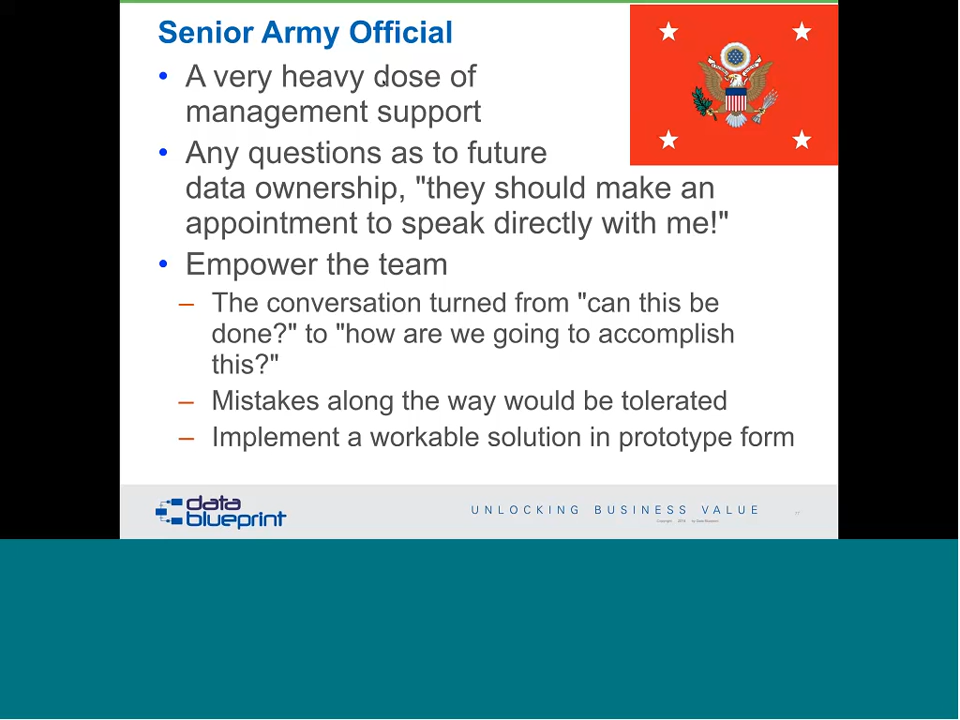 Senior Army Official
• A very heavy dose of
management support
• Any questions as to future
data ownership, "they should make an
appointment to speak directly with me!"
• Empower the team
– The conversation turned from "can this be
done?" to "how are we going to accomplish
this?"
– Mistakes along the way would be tolerated
– Implement a workable solution in prototype form
data
blueprint
UNLOCKING BUSINESS VALUE